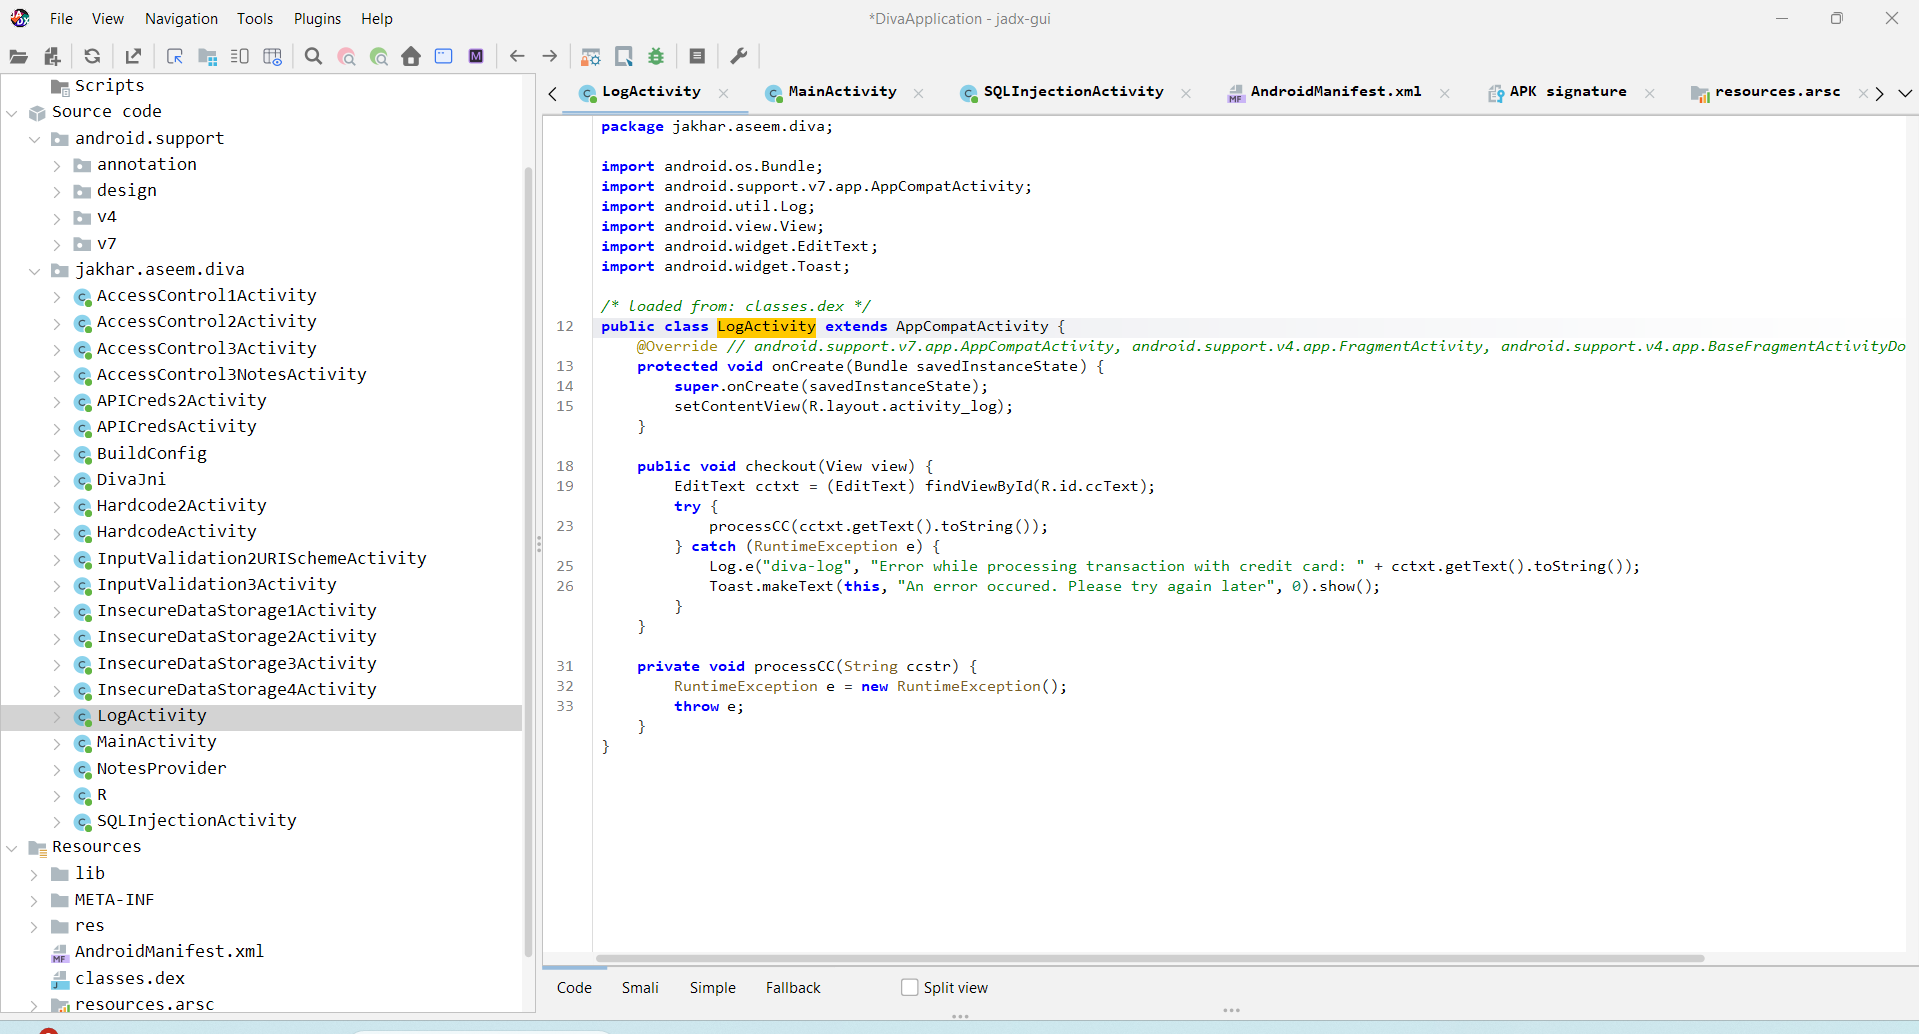 File View Navigation Tools Plugins Help
*DivaApplication - jadx-gui
Scripts
Source code
android.support
annotation
design
v4
v7
jakhar.aseem.diva
AccessControl1Activity
AccessControl2Activity
AccessControl3Activity
AccessControl3NotesActivity
APICreds2Activity
APICredsActivity
BuildConfig
DivaJni
Hardcode2Activity
HardcodeActivity
InputValidation2URISchemeActivity
InputValidation3Activity
InsecureDataStorage1Activity
InsecureDataStorage2Activity
InsecureDataStorage3Activity
InsecureDataStorage4Activity
LogActivity
MainActivity
NotesProvider
R
SQLInjectionActivity
Resources
lib
META-INF
res
AndroidManifest.xml
classes.dex
resources.arsc
LogActivity MainActivity SQLInjectionActivity AndroidManifest.xml APK signature resources.arsc
package jakhar.aseem.diva;
import android.os.Bundle;
import android.support.v7.app.AppCompatActivity;
import android.util.Log;
import android.view.View;
import android.widget.EditText;
import android.widget.Toast;
/* loaded from: classes.dex */
12 public class LogActivity extends AppCompatActivity {
@Override // android.support.v7.app.AppCompatActivity, android.support.v4.app.FragmentActivity, android.support.v4.app.BaseFragmentActivityDo
13 protected void onCreate(Bundle savedInstanceState) {
14 super.onCreate(savedInstanceState);
15 setContentView(R.layout.activity_log);
}
18 public void checkout(View view) {
19 EditText cctxt = (EditText) findViewById(R.id.ccText);
try {
23 processCC(cctxt.getText().toString());
} catch (RuntimeException e) {
25 Log.e("diva-log", "Error while processing transaction with credit card: " + cctxt.getText().toString());
26 Toast.makeText(this, "An error occured. Please try again later", 0).show();
}
}
31 private void processCC(String ccstr) {
32 RuntimeException e = new RuntimeException();
33 throw e;
}
}
Code Smali Simple Fallback Split view